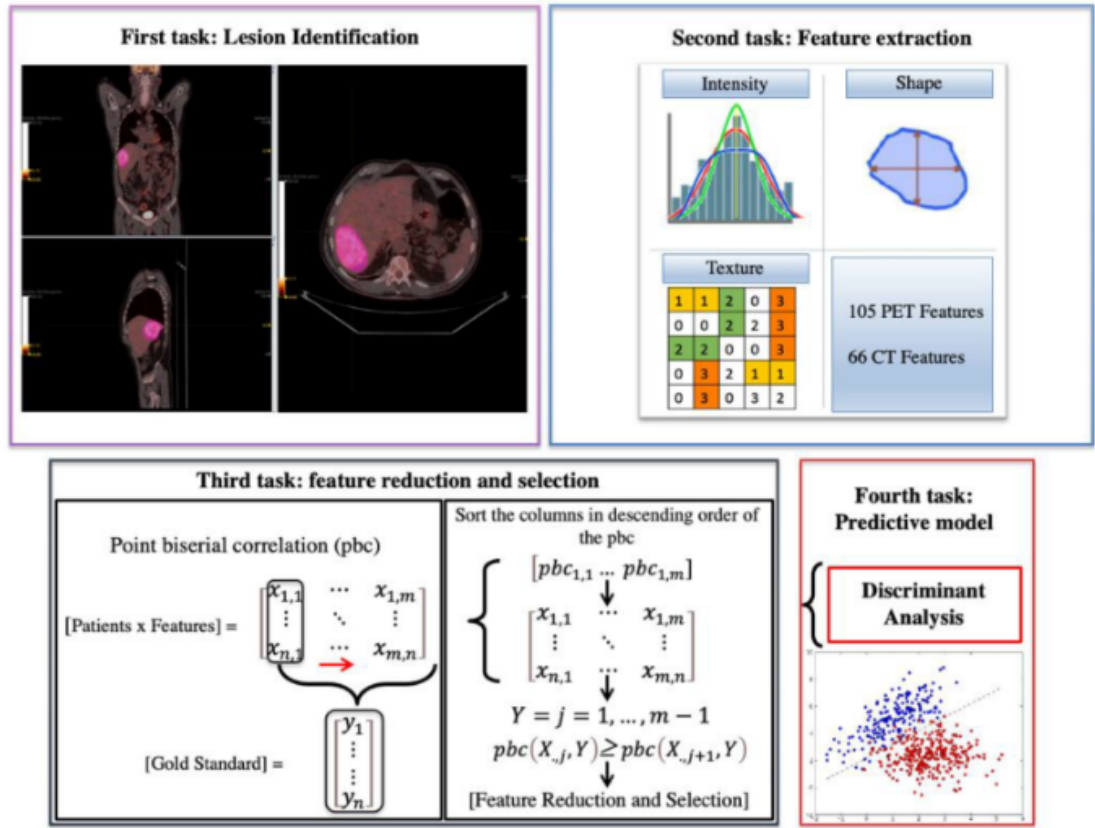 First task: Lesion Identification
Second task: Feature extraction
Intensity
Shape
Texture
1 1 2 0 3
0 0 2 2 3
2 2 0 0 3
0 3 2 1 1
0 3 0 3 2
105 PET Features
66 CT Features
Third task: feature reduction and selection
Point biserial correlation (pbc)
[Patients x Features] =
x1,1 ⋯ x1,m
⋮ ⋱ ⋮
xn,1 ⋯ xm,n
[Gold Standard] =
y1
⋮
⋮
yn
Sort the columns in descending order of
the pbc
[pbc1,1 … pbc1,m]
x1,1 ⋯ x1,m
⋮ ⋱ ⋮
xn,1 ⋯ xm,n
Y = j = 1, … , m − 1
pbc(X.,j, Y) ≥ pbc(X.,j+1, Y)
[Feature Reduction and Selection]
Fourth task:
Predictive model
Discriminant
Analysis